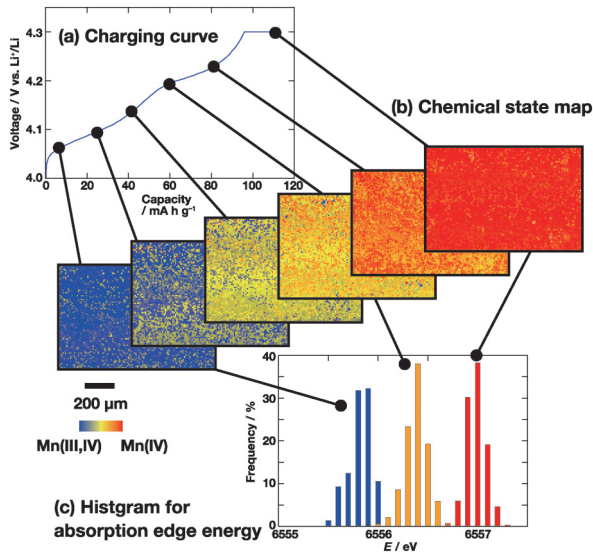 (a) Charging curve
Voltage / V vs. Li⁺/Li
4.3
4.2
4.1
4.0
0 20 40 60 80 100 120
Capacity
/ mA h g⁻¹
(b) Chemical state map
200 µm
Mn(III,IV) Mn(IV)
(c) Histgram for
absorption edge energy
Frequency / %
40
30
20
10
0
6555 6556 6557
E / eV